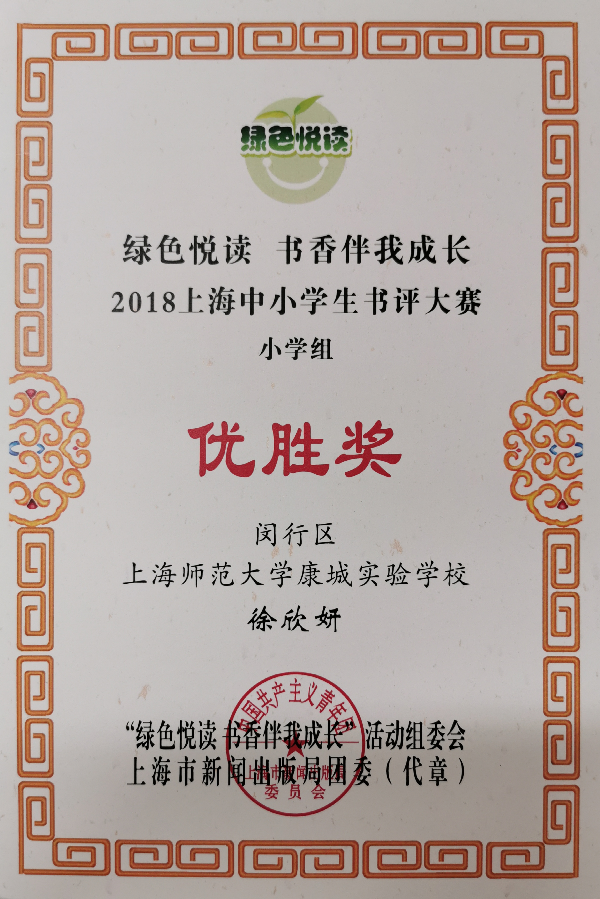 绿色悦读
绿色悦读 书香伴我成长
2018上海中小学生书评大赛
小学组
优胜奖
闵行区
上海师范大学康城实验学校
徐欣妍
中国共产主义青年团
“绿色悦读 书香伴我成长”活动组委会
上海市新闻出版局团委（代章）
上海市新闻出版局
委员会